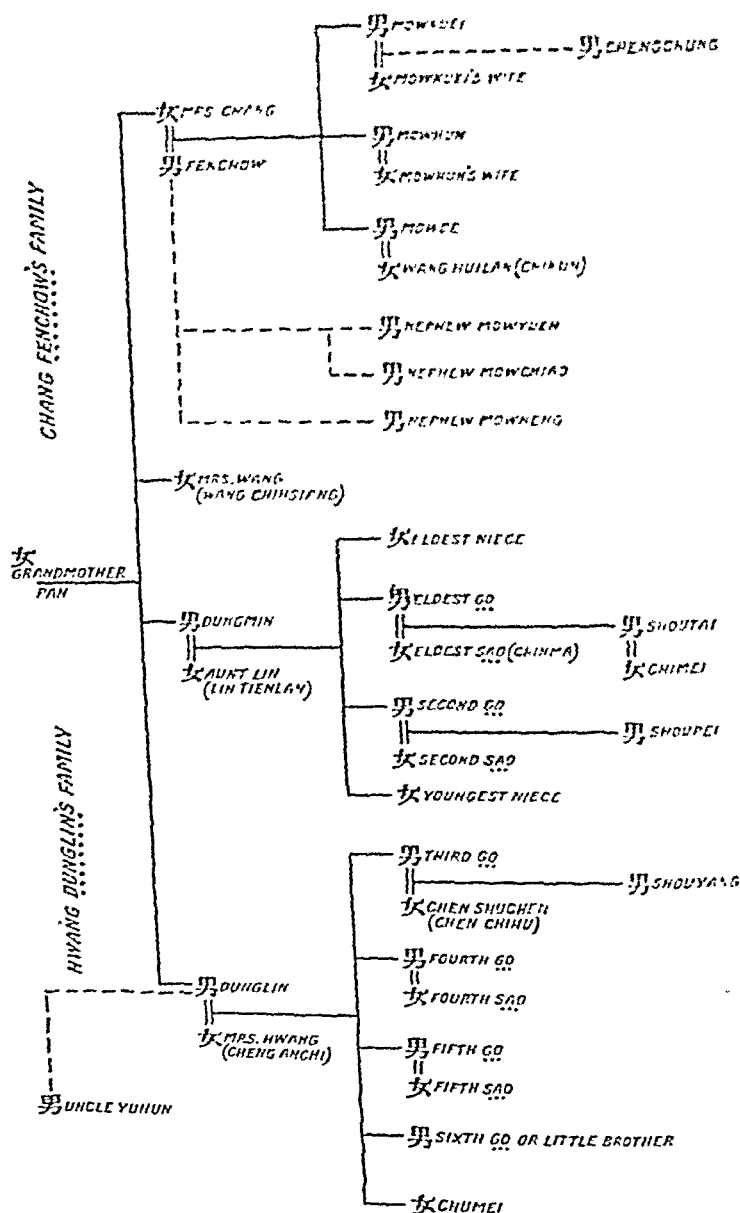 男 MOWKUEI
男 CHENGCHUNG
女 MOWKUEI'S WIFE
女 MRS. CHANG
男 FENCHOW
男 MOWHUN
女 MOWHUN'S WIFE
男 MOWDE
女 WANG HUILAN (CHIKUN)
CHANG FENCHOW'S FAMILY
男 NEPHEW MOWYUEH
男 NEPHEW MOWCHIAO
男 NEPHEW MOWHENG
女 MRS. WANG
(WANG CHIHSIANG)
女
GRANDMOTHER
PAN
女 ELDEST NIECE
男 DUNGMIN
女 AUNT LIN
(LIN TIENLAN)
男 ELDEST GO
女 ELDEST SAO (CHINMA)
男 SHOUTAI
女 CHIMEI
男 SECOND GO
女 SECOND SAO
男 SHOUPEI
女 YOUNGEST NIECE
HWANG DUNGLIN'S FAMILY
男 THIRD GO
女 CHEN SHUCHEN
(CHEN CHIHU)
男 SHOUYANG
男 DUNGLIN
女 MRS. HWANG
(CHENG ANCHI)
男 FOURTH GO
女 FOURTH SAO
男 FIFTH GO
女 FIFTH SAO
男 UNCLE YUHUN
男 SIXTH GO OR LITTLE BROTHER
女 CHUMEI